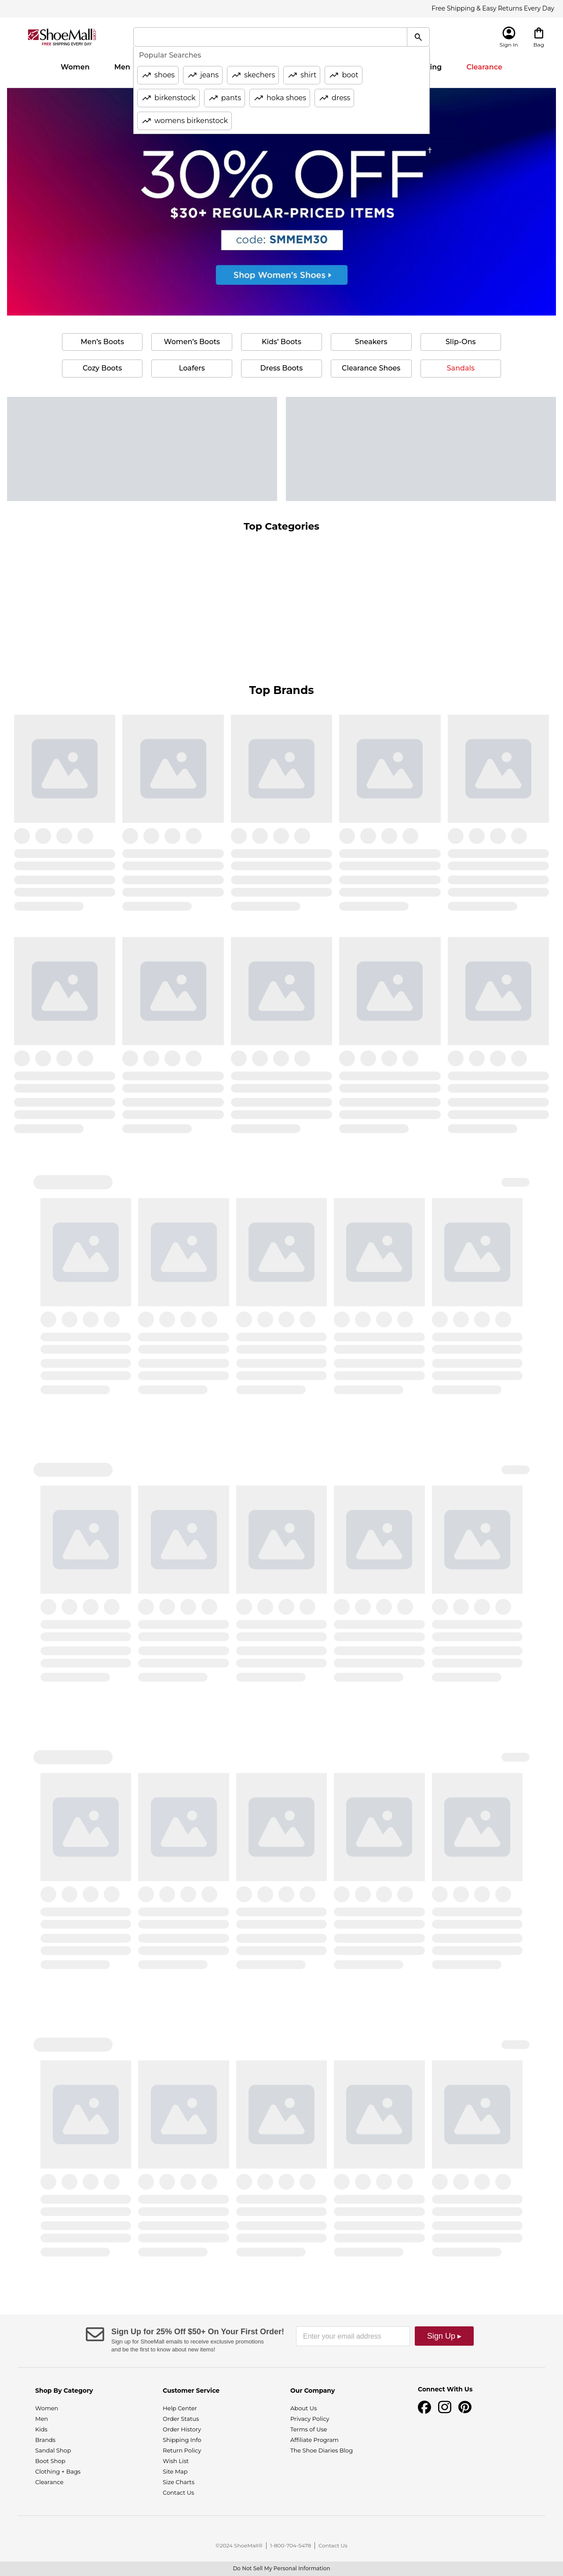 Free Shipping & Easy Returns Every Day
ShoeMall
FREE SHIPPING EVERY DAY
Sign In
Bag
Popular Searches
shoes
jeans
skechers
shirt
boot
birkenstock
pants
hoka shoes
dress
womens birkenstock
Women
Men
ing
Clearance
30% OFF†
$30+ REGULAR-PRICED ITEMS
code: SMMEM30
Shop Women's Shoes
Men's Boots
Women's Boots
Kids' Boots
Sneakers
Slip-Ons
Cozy Boots
Loafers
Dress Boots
Clearance Shoes
Sandals
Top Categories
Top Brands
Sign Up for 25% Off $50+ On Your First Order!
Sign up for ShoeMall emails to receive exclusive promotions
and be the first to know about new items!
Enter your email address
Sign Up ▸
Shop By Category
Women
Men
Kids
Brands
Sandal Shop
Boot Shop
Clothing + Bags
Clearance
Customer Service
Help Center
Order Status
Order History
Shipping Info
Return Policy
Wish List
Site Map
Size Charts
Contact Us
Our Company
About Us
Privacy Policy
Terms of Use
Affiliate Program
The Shoe Diaries Blog
Connect With Us
©2024 ShoeMall® | 1-800-704-5478 | Contact Us
Do Not Sell My Personal Information